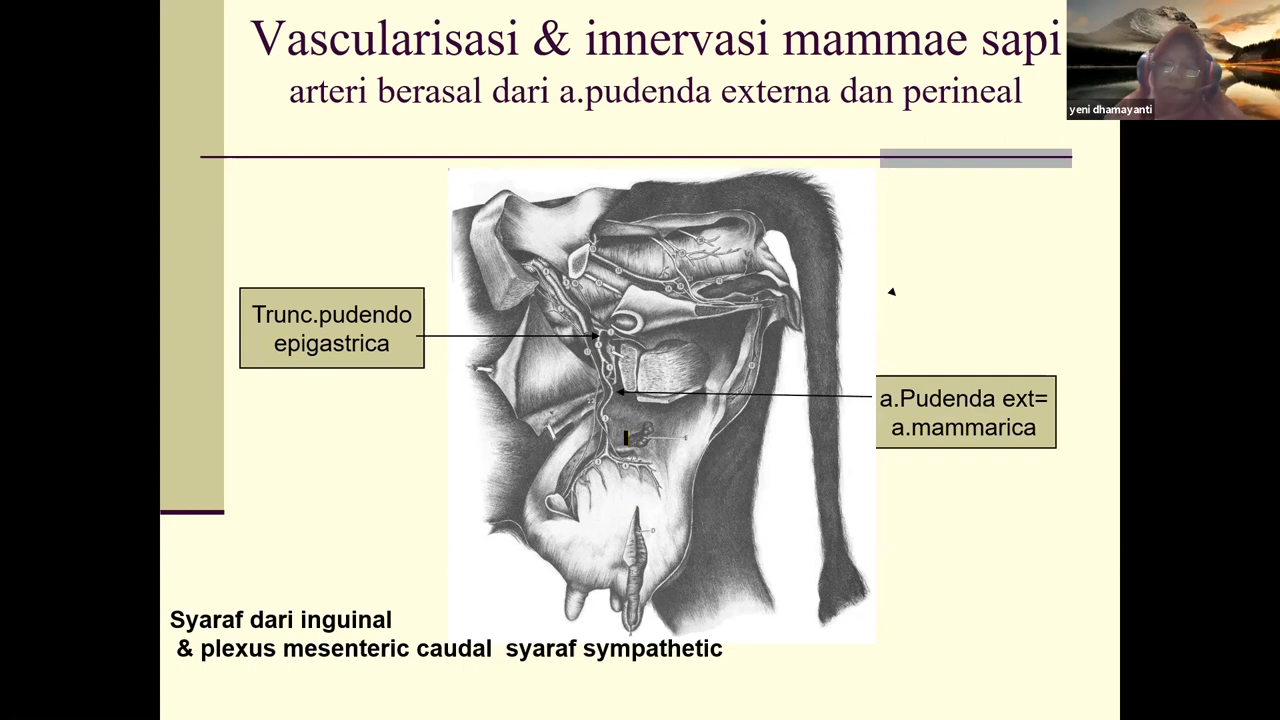 Vascularisasi & innervasi mammae sapi
arteri berasal dari a.pudenda externa dan perineal
yeni dhamayanti
Trunc.pudendo
epigastrica
a.Pudenda ext=
a.mammarica
Syaraf dari inguinal
& plexus mesenteric caudal syaraf sympathetic